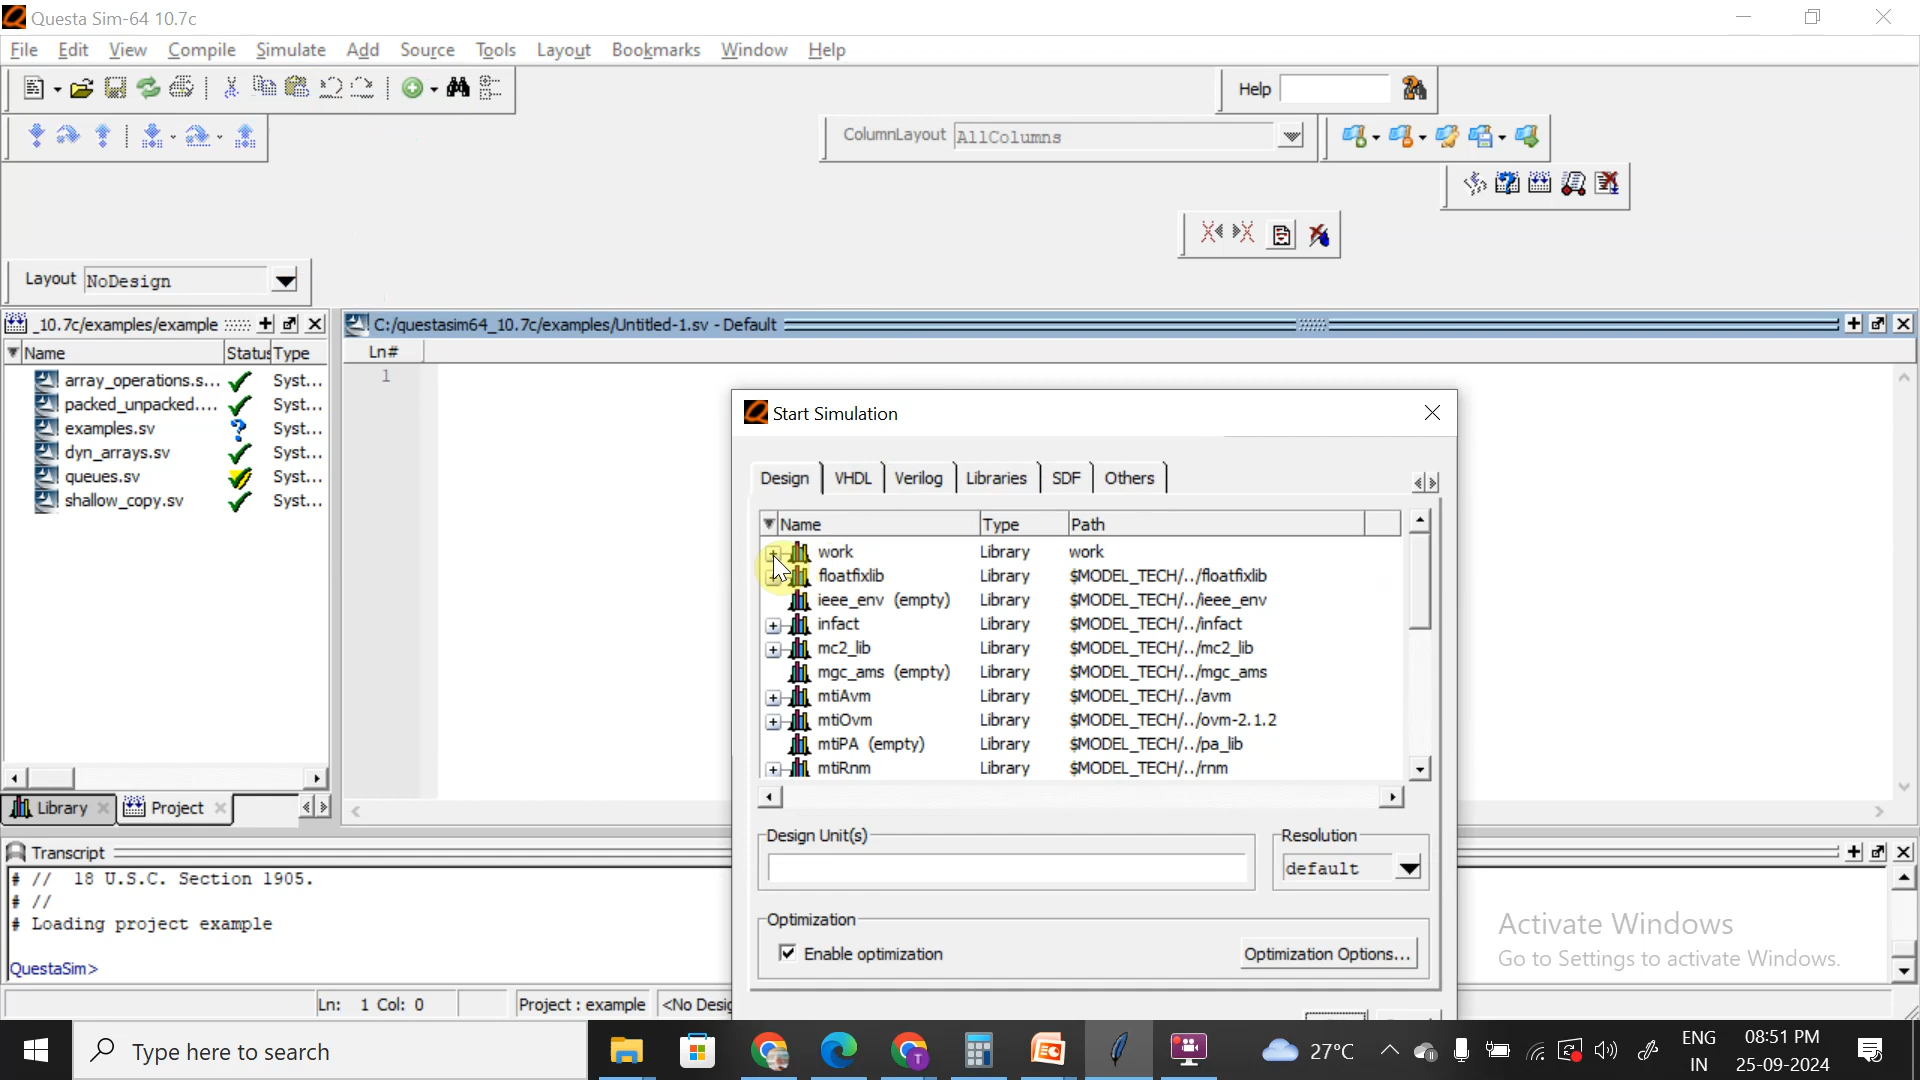 Questa Sim-64 10.7c
File Edit View Compile Simulate Add Source Tools Layout Bookmarks Window Help
Help
ColumnLayout AllColumns
Layout NoDesign
_10.7c/examples/example
C:/questasim64_10.7c/examples/Untitled-1.sv - Default
Name Status Type
Ln#
1
array_operations.s... Syst...
packed_unpacked.... Syst...
examples.sv Syst...
dyn_arrays.sv Syst...
queues.sv Syst...
shallow_copy.sv Syst...
Library Project
Start Simulation
Design VHDL Verilog Libraries SDF Others
Name Type Path
work Library work
floatfixlib Library $MODEL_TECH/../floatfixlib
ieee_env (empty) Library $MODEL_TECH/../ieee_env
infact Library $MODEL_TECH/../infact
mc2_lib Library $MODEL_TECH/../mc2_lib
mgc_ams (empty) Library $MODEL_TECH/../mgc_ams
mtiAvm Library $MODEL_TECH/../avm
mtiOvm Library $MODEL_TECH/../ovm-2.1.2
mtiPA (empty) Library $MODEL_TECH/../pa_lib
mtiRnm Library $MODEL_TECH/../rnm
Design Unit(s)
Resolution
default
Optimization
Enable optimization
Optimization Options...
Transcript
# // 18 U.S.C. Section 1905.
# //
# Loading project example
QuestaSim>
Activate Windows
Go to Settings to activate Windows.
Ln: 1 Col: 0 Project : example <No Desig
Type here to search
27°C
ENG
IN
08:51 PM
25-09-2024